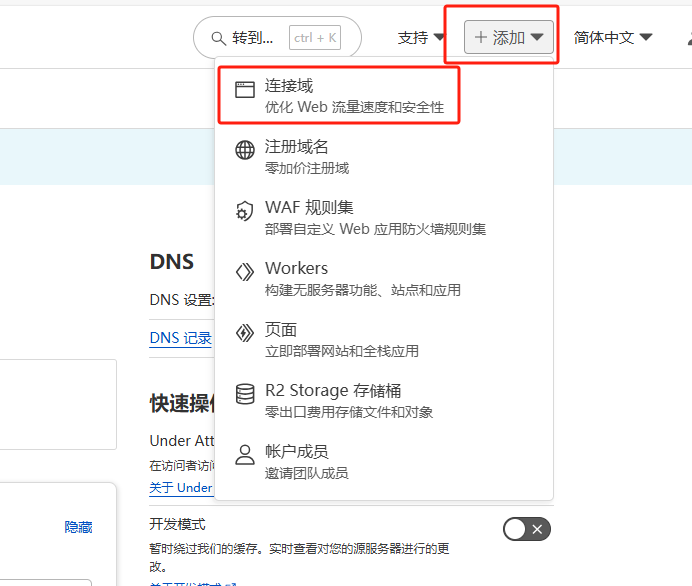 转到... ctrl + K 支持 + 添加 简体中文
连接域
优化 Web 流量速度和安全性
注册域名
零加价注册域
WAF 规则集
部署自定义 Web 应用防火墙规则集
Workers
构建无服务器功能、站点和应用
页面
立即部署网站和全栈应用
R2 Storage 存储桶
零出口费用存储文件和对象
帐户成员
邀请团队成员
DNS
DNS 设置:
DNS 记录
快速操作
Under Att
在访问者访问
关于 Under
隐藏
开发模式
暂时绕过我们的缓存。实时查看对您的源服务器进行的更
改。
关于开发模式